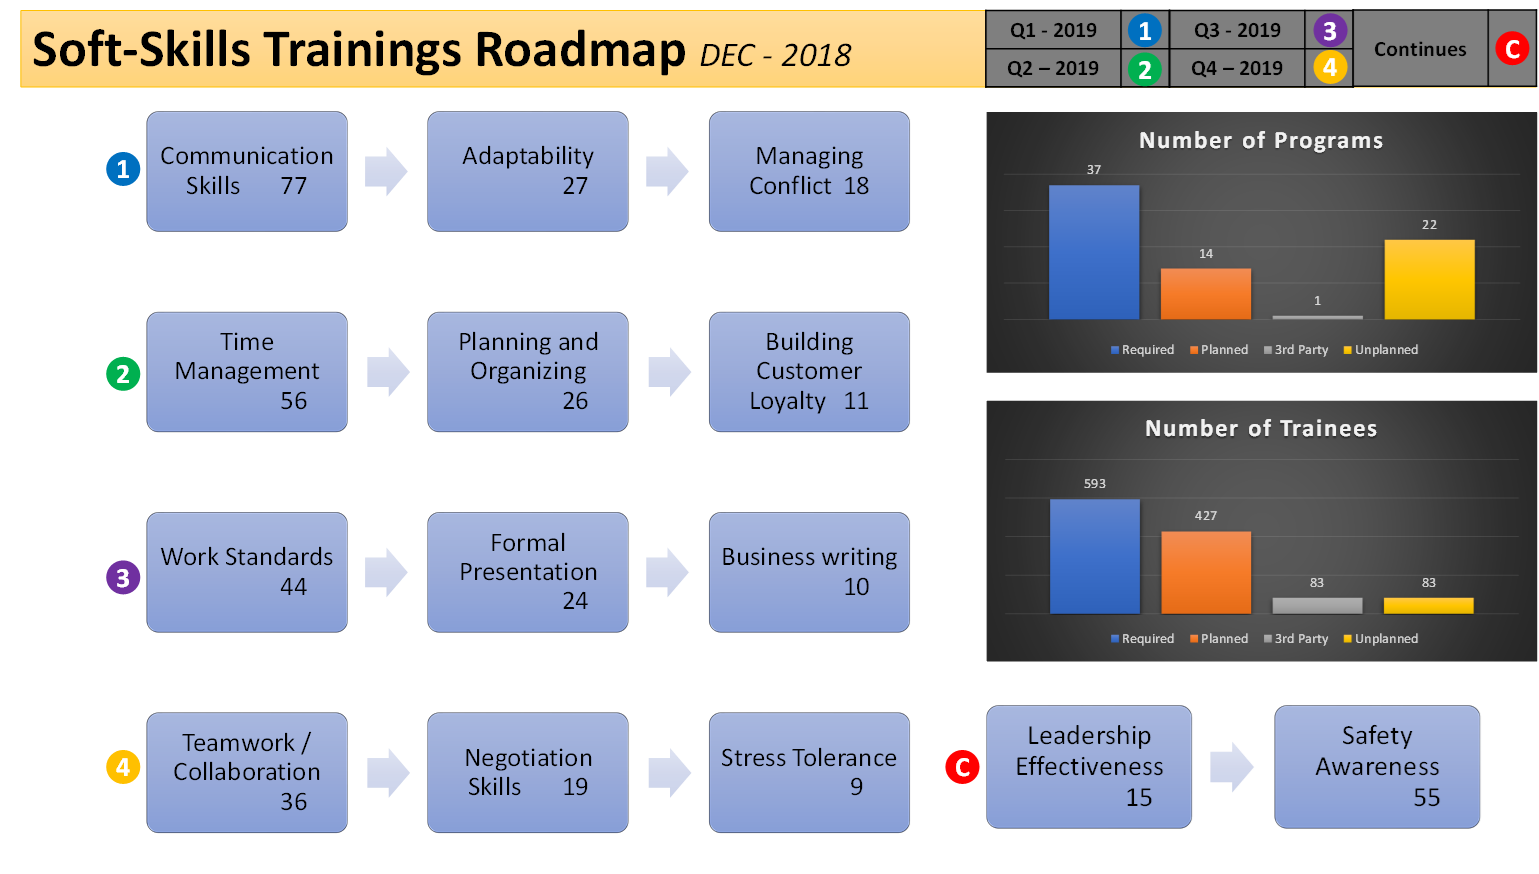 Soft-Skills Trainings Roadmap DEC - 2018
Q1 - 2019 1 Q3 - 2019 3
Q2 – 2019 2 Q4 – 2019 4
Continues C
1
Communication
Skills 77
Adaptability
27
Managing
Conflict 18
2
Time
Management
56
Planning and
Organizing
26
Building
Customer
Loyalty 11
3
Work Standards
44
Formal
Presentation
24
Business writing
10
4
Teamwork /
Collaboration
36
Negotiation
Skills 19
Stress Tolerance
9
Number of Programs
37
14
1
22
Required Planned 3rd Party Unplanned
Number of Trainees
593
427
83
83
Required Planned 3rd Party Unplanned
C
Leadership
Effectiveness
15
Safety
Awareness
55